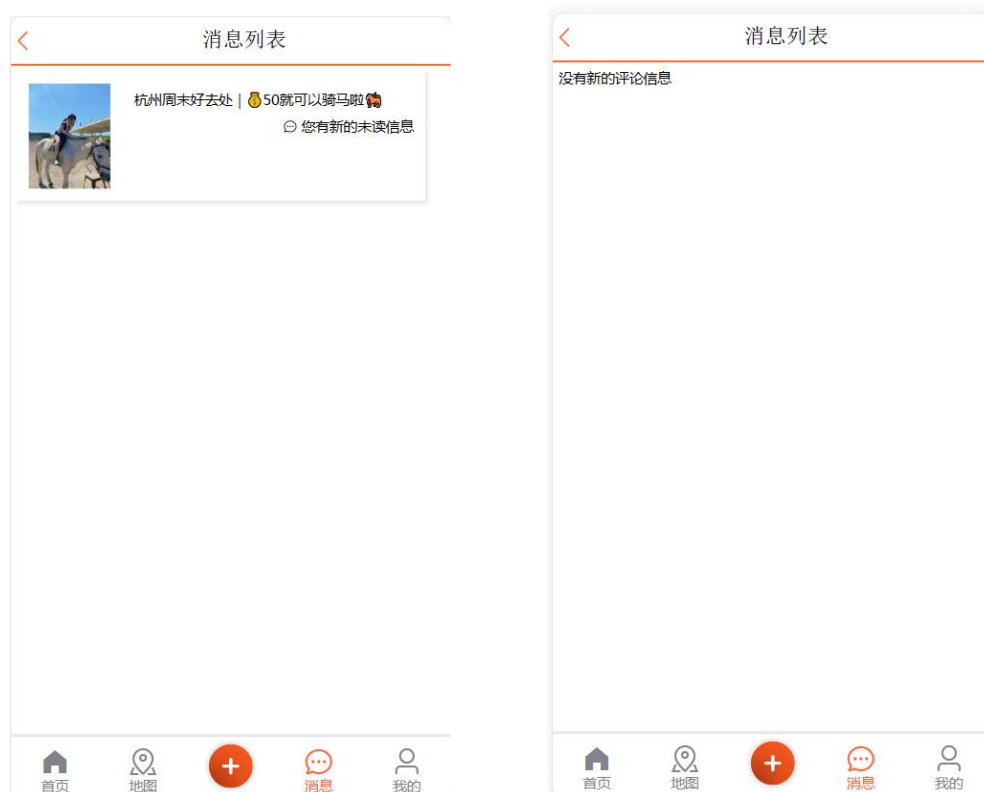 消息列表
杭州周末好去处 | 💰50就可以骑马啦🐂
您有新的未读信息
首页
地图
消息
我的
消息列表
没有新的评论信息
首页
地图
消息
我的